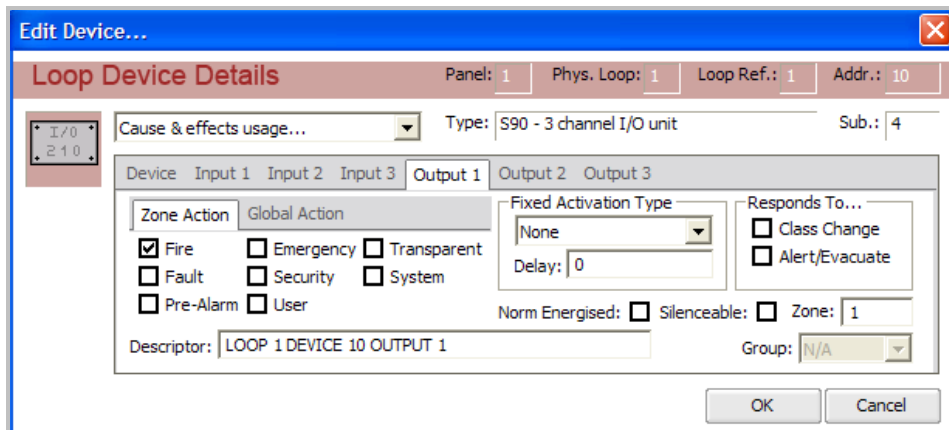 Edit Device...
Loop Device Details Panel: 1 Phys. Loop: 1 Loop Ref.: 1 Addr.: 10
I/O
210
Cause & effects usage... Type: S90 - 3 channel I/O unit Sub.: 4
Device Input 1 Input 2 Input 3 Output 1 Output 2 Output 3
Zone Action Global Action
Fire Emergency Transparent
Fault Security System
Pre-Alarm User
Fixed Activation Type
None
Delay: 0
Responds To...
Class Change
Alert/Evacuate
Norm Energised: Silenceable: Zone: 1
Descriptor: LOOP 1 DEVICE 10 OUTPUT 1 Group: N/A
OK Cancel